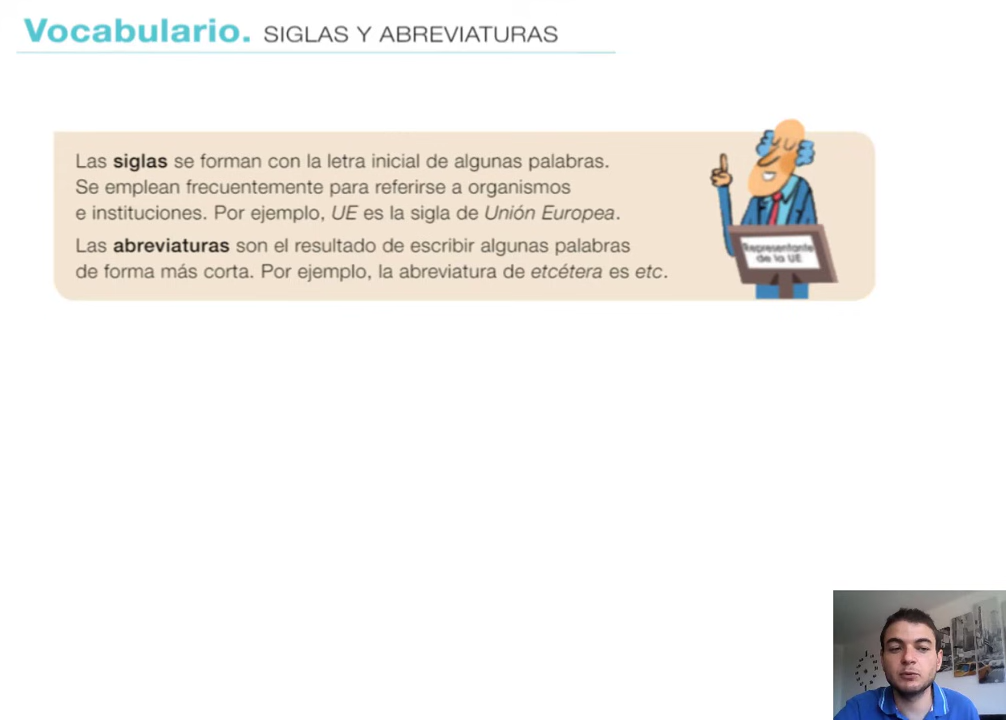 Vocabulario. SIGLAS Y ABREVIATURAS
Las siglas se forman con la letra inicial de algunas palabras.
Se emplean frecuentemente para referirse a organismos
e instituciones. Por ejemplo, UE es la sigla de Unión Europea.
Las abreviaturas son el resultado de escribir algunas palabras
de forma más corta. Por ejemplo, la abreviatura de etcétera es etc.
Representante
de la UE